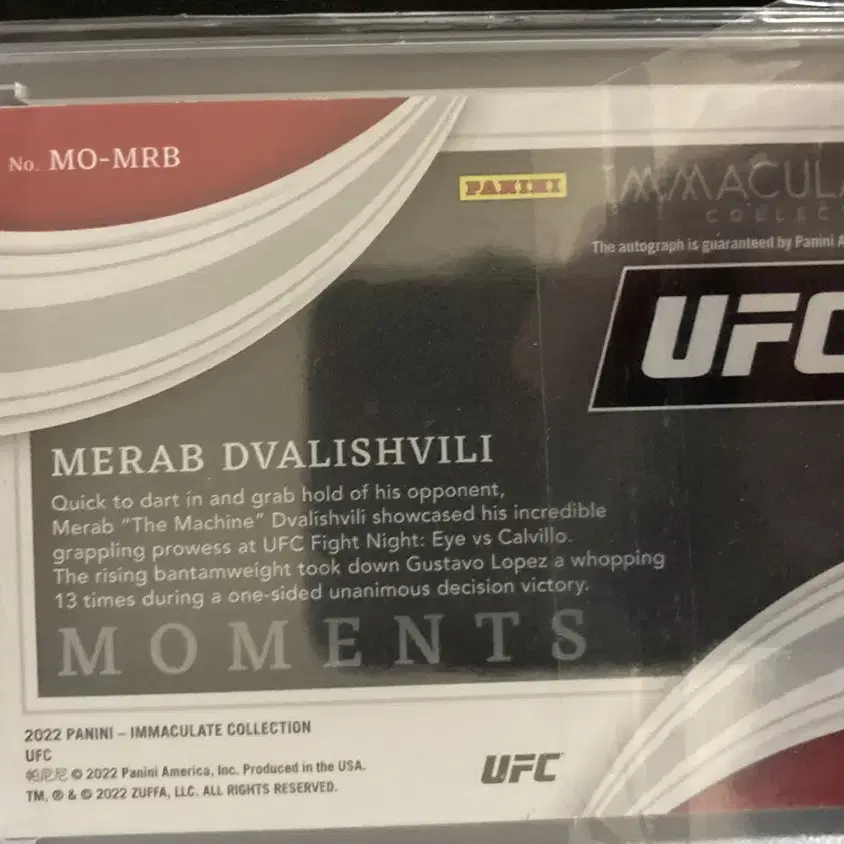 No. MO-MRB
PANINI
IMMACUL
COLLEC
The autograph is guaranteed by Panini A
UFC
MERAB DVALISHVILI
Quick to dart in and grab hold of his opponent,
Merab "The Machine" Dvalishvili showcased his incredible
grappling prowess at UFC Fight Night: Eye vs Calvillo.
The rising bantamweight took down Gustavo Lopez a whopping
13 times during a one-sided unanimous decision victory.
MOMENTS
2022 PANINI – IMMACULATE COLLECTION
UFC
帕尼尼 © 2022 Panini America, Inc. Produced in the USA.
TM, ® & © 2022 ZUFFA, LLC. ALL RIGHTS RESERVED.
UFC